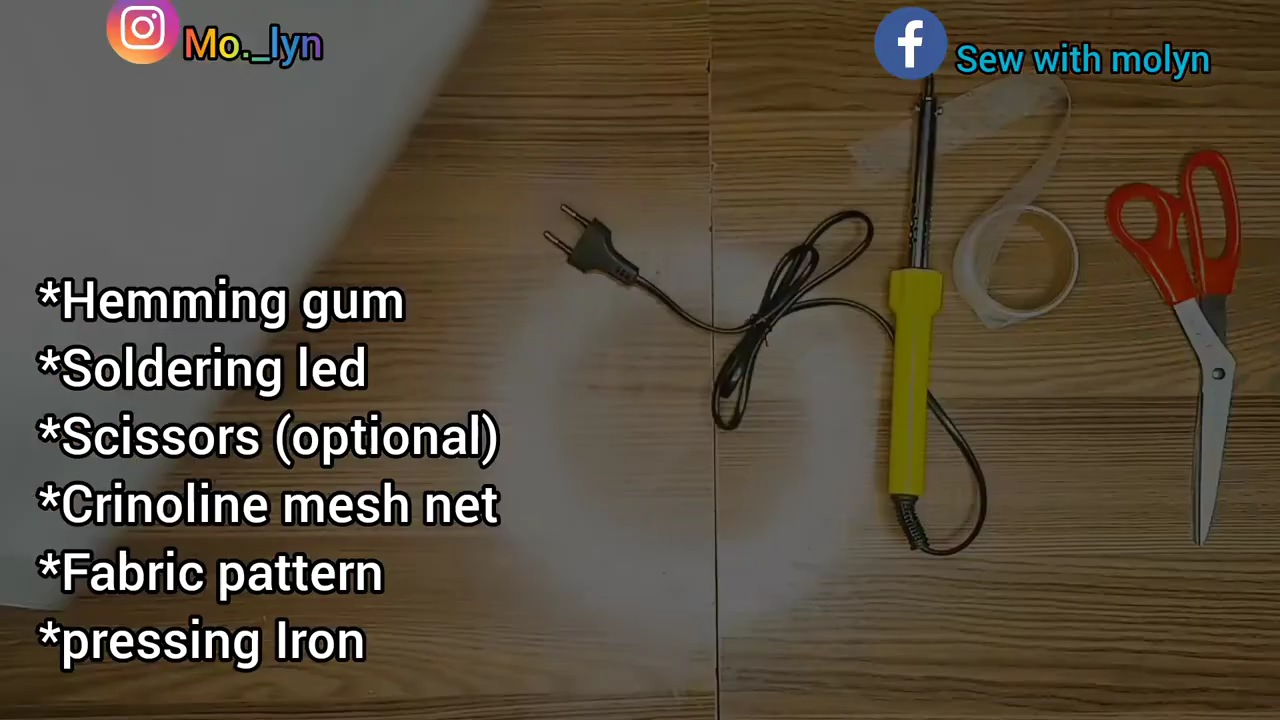 Mo._lyn
Sew with molyn
*Hemming gum
*Soldering led
*Scissors (optional)
*Crinoline mesh net
*Fabric pattern
*pressing Iron